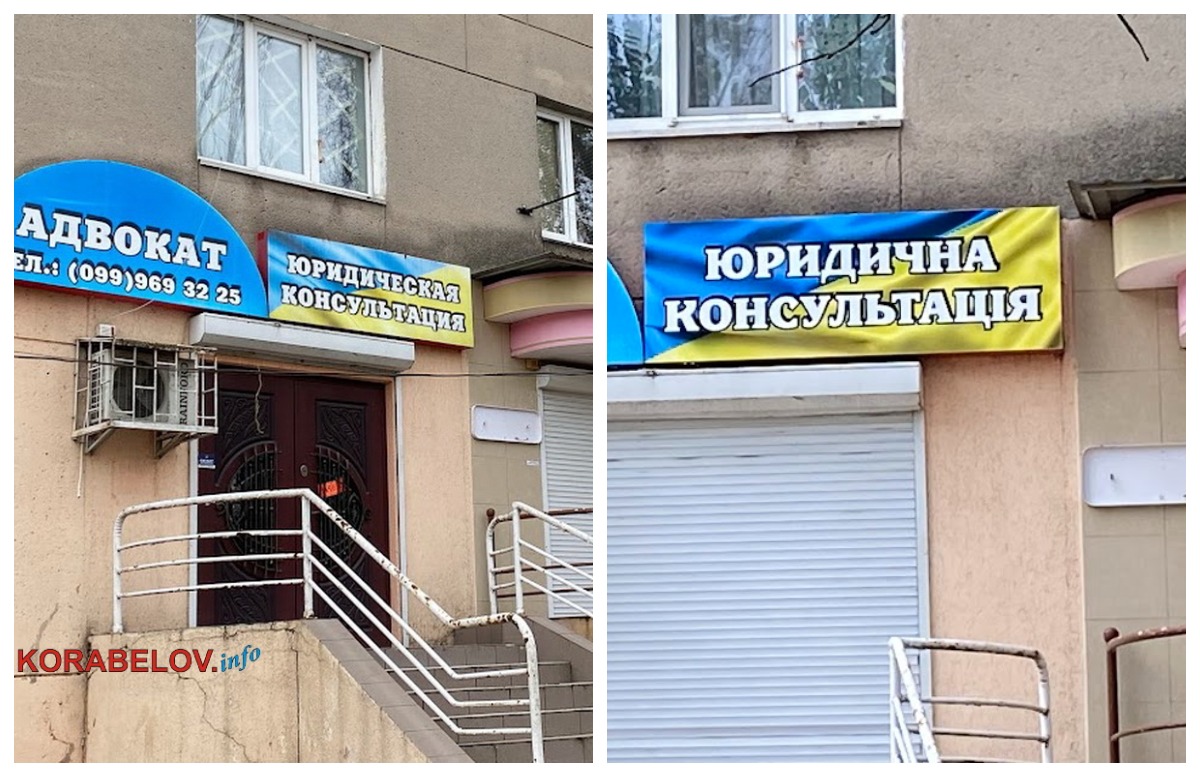 АДВОКАТ
ЕЛ.: (099)969 32 25
ЮРИДИЧЕСКАЯ
КОНСУЛЬТАЦИЯ
KORABELOV.info
ЮРИДИЧНА
КОНСУЛЬТАЦІЯ